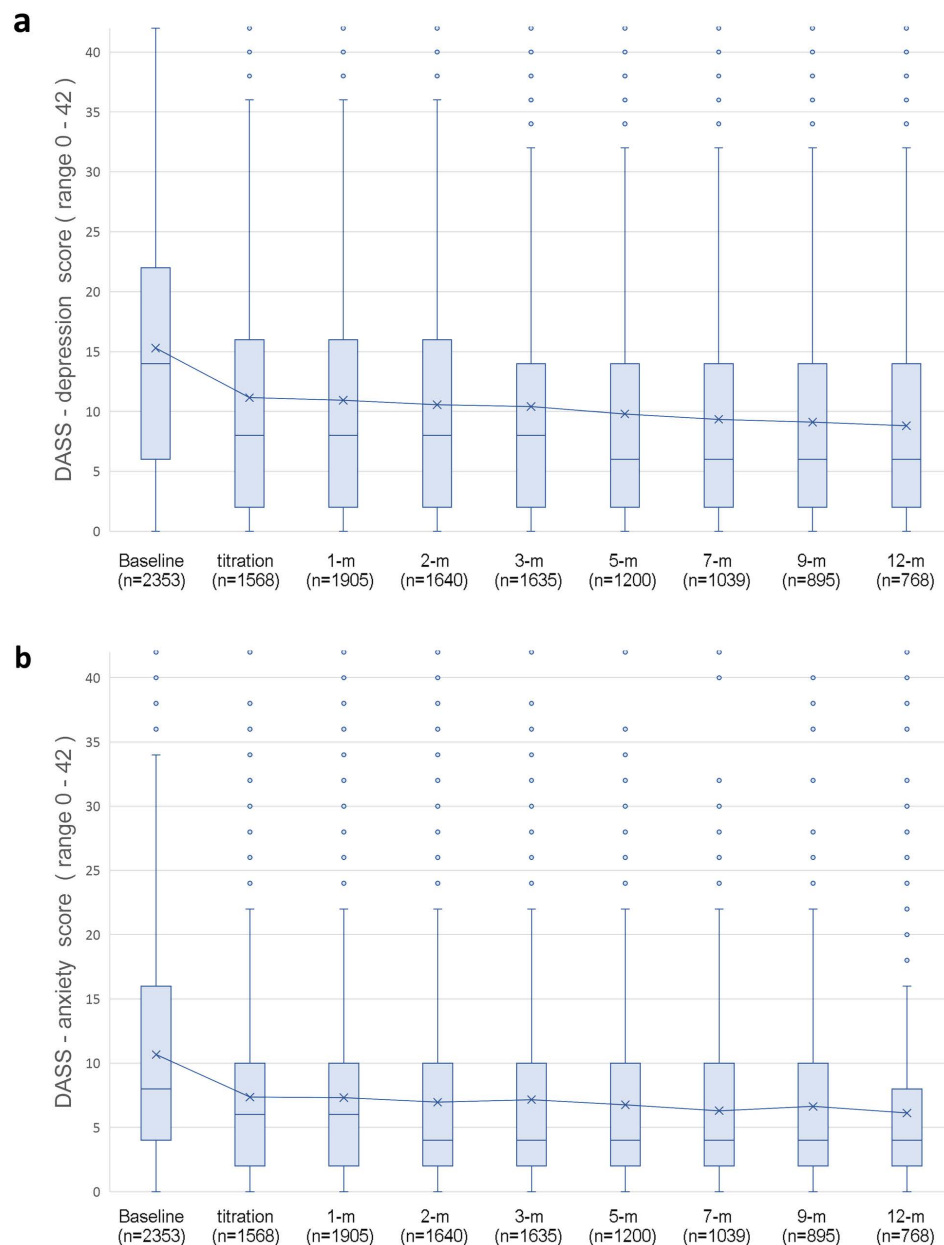 a
DASS - depression score ( range 0 - 42 )
40
35
30
25
20
15
10
5
0
Baseline titration 1-m 2-m 3-m 5-m 7-m 9-m 12-m
(n=2353) (n=1568) (n=1905) (n=1640) (n=1635) (n=1200) (n=1039) (n=895) (n=768)
b
DASS - anxiety score ( range 0 - 42 )
40
35
30
25
20
15
10
5
0
Baseline titration 1-m 2-m 3-m 5-m 7-m 9-m 12-m
(n=2353) (n=1568) (n=1905) (n=1640) (n=1635) (n=1200) (n=1039) (n=895) (n=768)